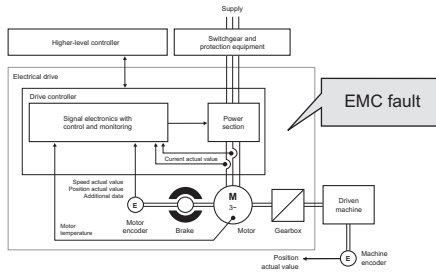 Supply
Higher-level controller
Switchgear and
protection equipment
Electrical drive
Drive controller
Signal electronics with
control and monitoring
Power
section
EMC fault
Current actual value
Speed actual value
Position actual value
Additional data
E
M
3~
Motor
encoder
Brake
Motor
Gearbox
Driven
machine
Motor
temperature
Position
actual value
E
Machine
encoder